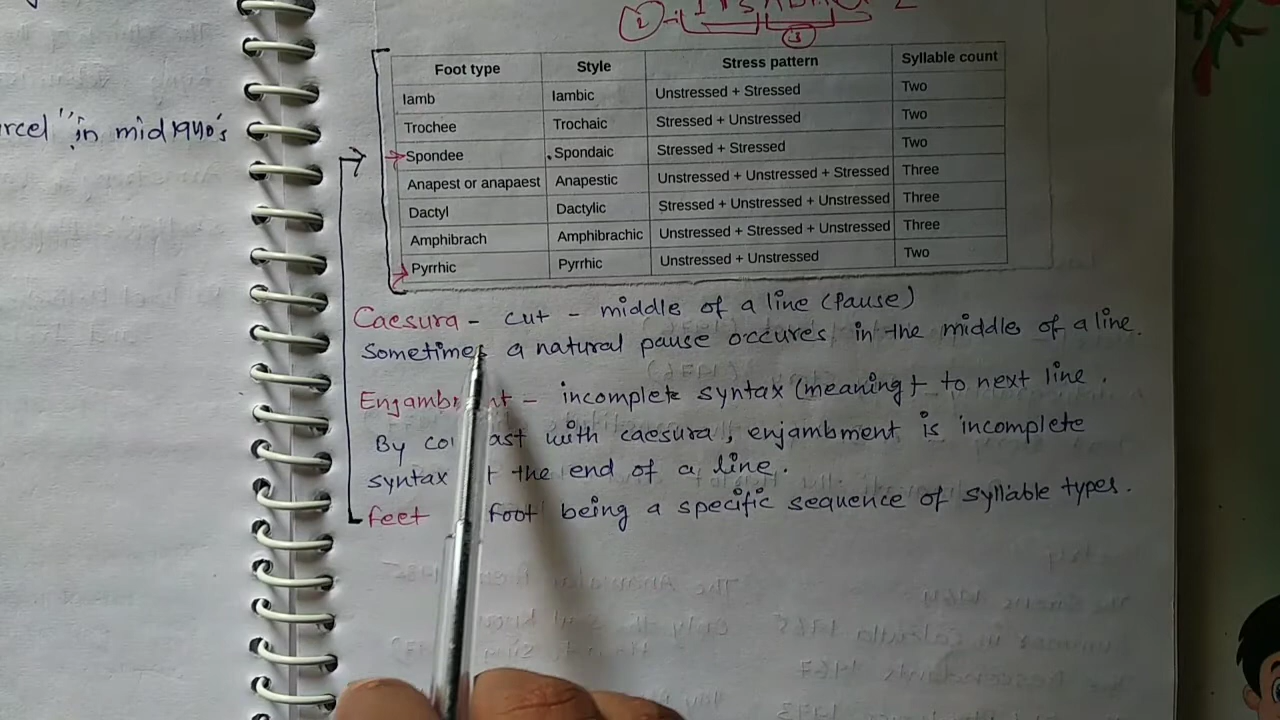 rcel" in mid 1940's
Foot type Style Stress pattern Syllable count
Iamb Iambic Unstressed + Stressed Two
Trochee Trochaic Stressed + Unstressed Two
Spondee Spondaic Stressed + Stressed Two
Anapest or anapaest Anapestic Unstressed + Unstressed + Stressed Three
Dactyl Dactylic Stressed + Unstressed + Unstressed Three
Amphibrach Amphibrachic Unstressed + Stressed + Unstressed Three
Pyrrhic Pyrrhic Unstressed + Unstressed Two
Caesura - cut - middle of a line (Pause)
Sometimes a natural pause occures in the middle of a line.
- incomplete syntax (meaning) to next line.
By with caesura, enjambment is incomplete
syntax the end of a line.
feet foot being a specific sequence of syllable types.